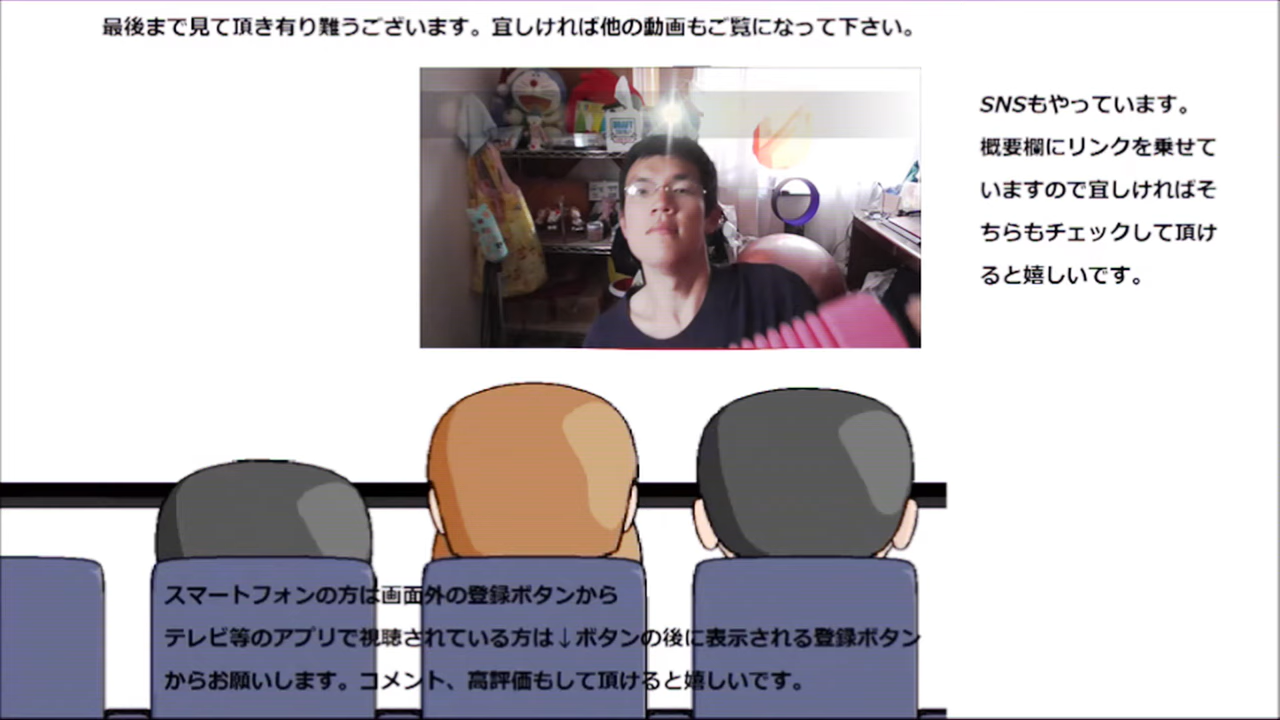 最後まで見て頂き有り難うございます。宜しければ他の動画もご覧になって下さい。
SNSもやっています。
概要欄にリンクを乗せて
いますので宜しければそ
ちらもチェックして頂け
ると嬉しいです。
スマートフォンの方は画面外の登録ボタンから
テレビ等のアプリで視聴されている方は↓ボタンの後に表示される登録ボタン
からお願いします。コメント、高評価もして頂けると嬉しいです。